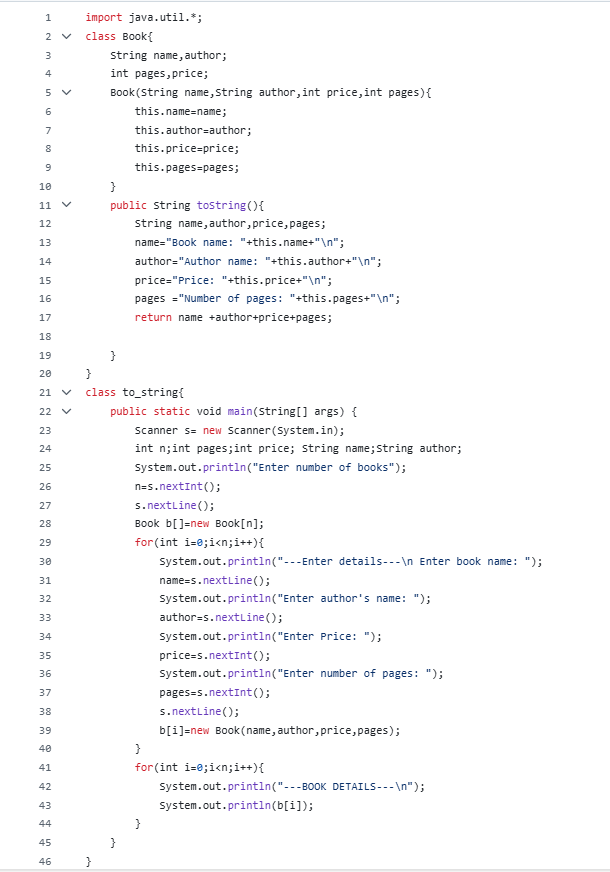 1 import java.util.*;
2 class Book{
3 String name,author;
4 int pages,price;
5 Book(String name,String author,int price,int pages){
6 this.name=name;
7 this.author=author;
8 this.price=price;
9 this.pages=pages;
10 }
11 public String toString(){
12 String name,author,price,pages;
13 name="Book name: "+this.name+"\n";
14 author="Author name: "+this.author+"\n";
15 price="Price: "+this.price+"\n";
16 pages ="Number of pages: "+this.pages+"\n";
17 return name +author+price+pages;
18
19 }
20 }
21 class to_string{
22 public static void main(String[] args) {
23 Scanner s= new Scanner(System.in);
24 int n;int pages;int price; String name;String author;
25 System.out.println("Enter number of books");
26 n=s.nextInt();
27 s.nextLine();
28 Book b[]=new Book[n];
29 for(int i=0;i<n;i++){
30 System.out.println("---Enter details---\n Enter book name: ");
31 name=s.nextLine();
32 System.out.println("Enter author's name: ");
33 author=s.nextLine();
34 System.out.println("Enter Price: ");
35 price=s.nextInt();
36 System.out.println("Enter number of pages: ");
37 pages=s.nextInt();
38 s.nextLine();
39 b[i]=new Book(name,author,price,pages);
40 }
41 for(int i=0;i<n;i++){
42 System.out.println("---BOOK DETAILS---\n");
43 System.out.println(b[i]);
44 }
45 }
46 }